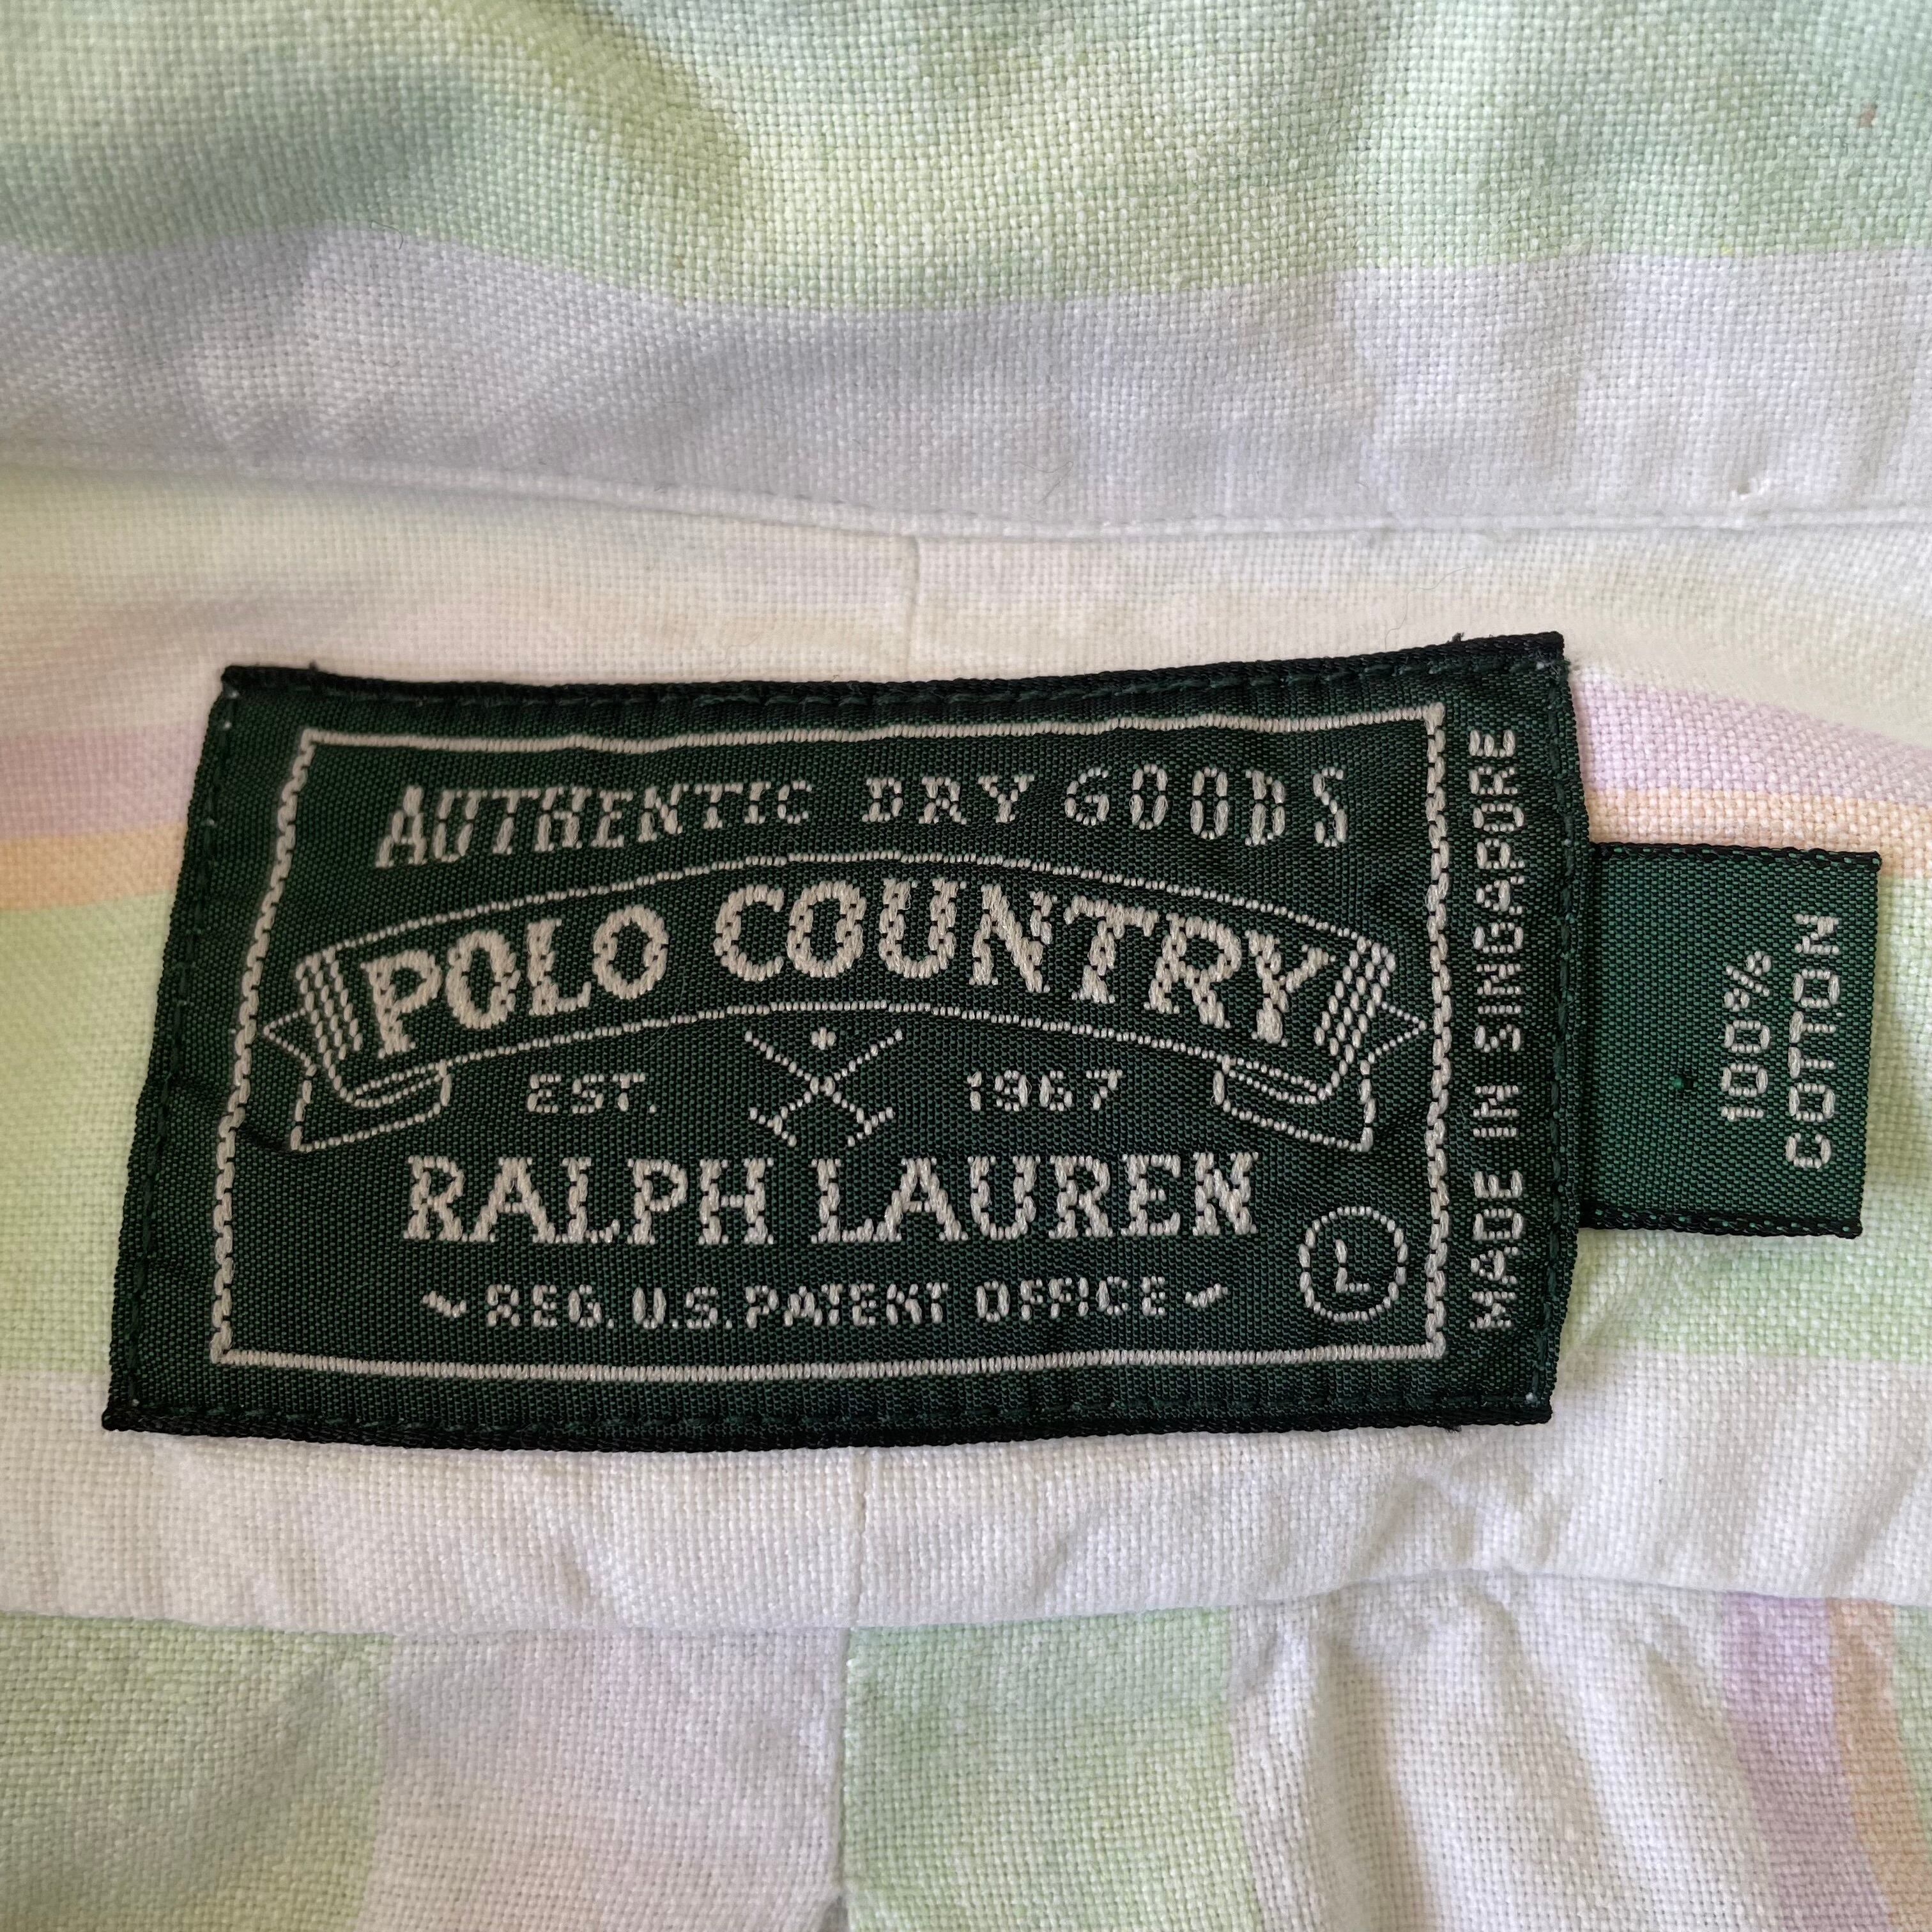 AUTHENTIC DRY GOODS
POLO COUNTRY
EST. 1967
RALPH LAUREN
L
~REG. U.S. PATENT OFFICE~
MADE IN SINGAPORE
100%
COTTON